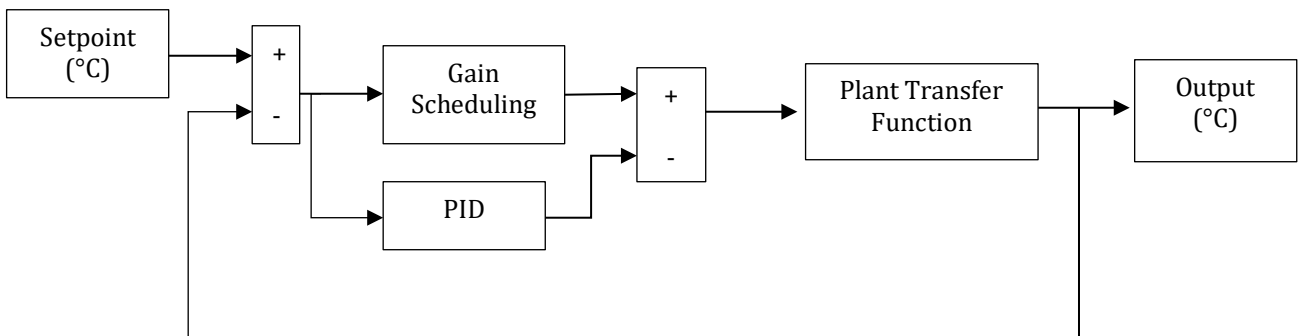 Setpoint
(°C)
+
-
Gain
Scheduling
PID
+
-
Plant Transfer
Function
Output
(°C)